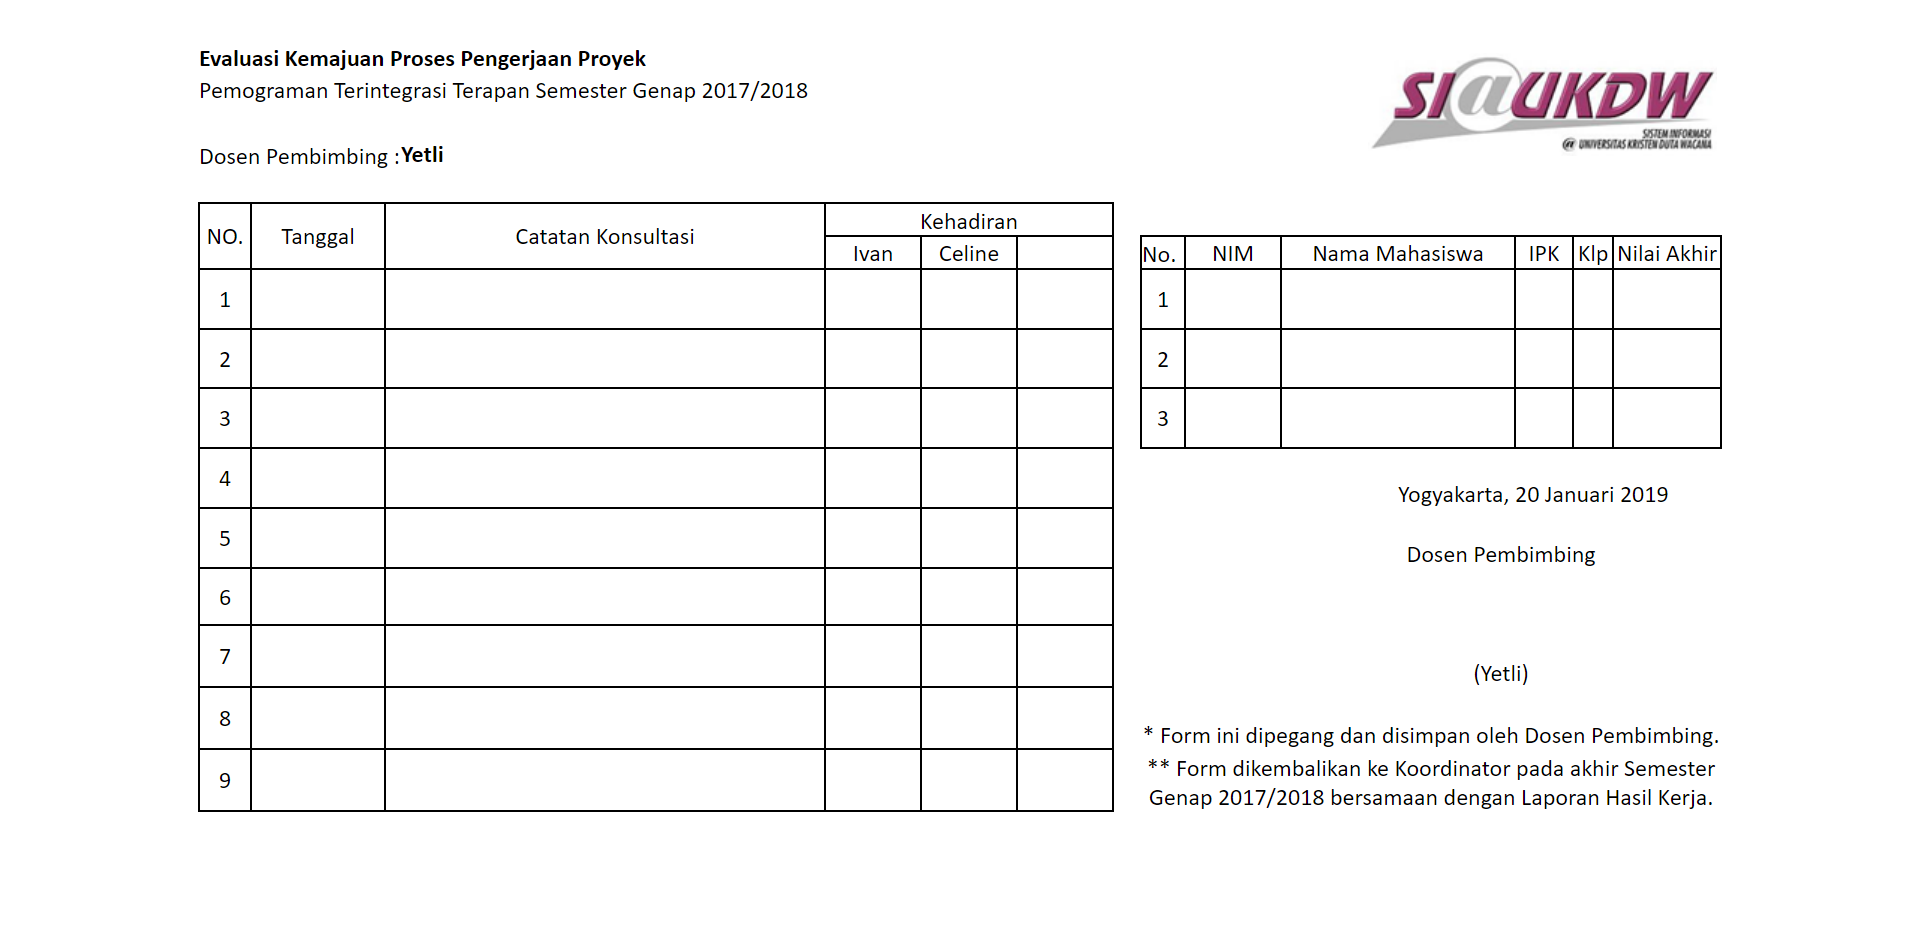 Evaluasi Kemajuan Proses Pengerjaan Proyek
Pemograman Terintegrasi Terapan Semester Genap 2017/2018
SI@UKDW
SISTEM INFORMASI
@ UNIVERSITAS KRISTEN DUTA WACANA
Dosen Pembimbing : Yetli
NO. Tanggal Catatan Konsultasi Kehadiran
Ivan Celine
1
2
3
4
5
6
7
8
9
No. NIM Nama Mahasiswa IPK Klp Nilai Akhir
1
2
3
Yogyakarta, 20 Januari 2019
Dosen Pembimbing
(Yetli)
* Form ini dipegang dan disimpan oleh Dosen Pembimbing.
** Form dikembalikan ke Koordinator pada akhir Semester
Genap 2017/2018 bersamaan dengan Laporan Hasil Kerja.